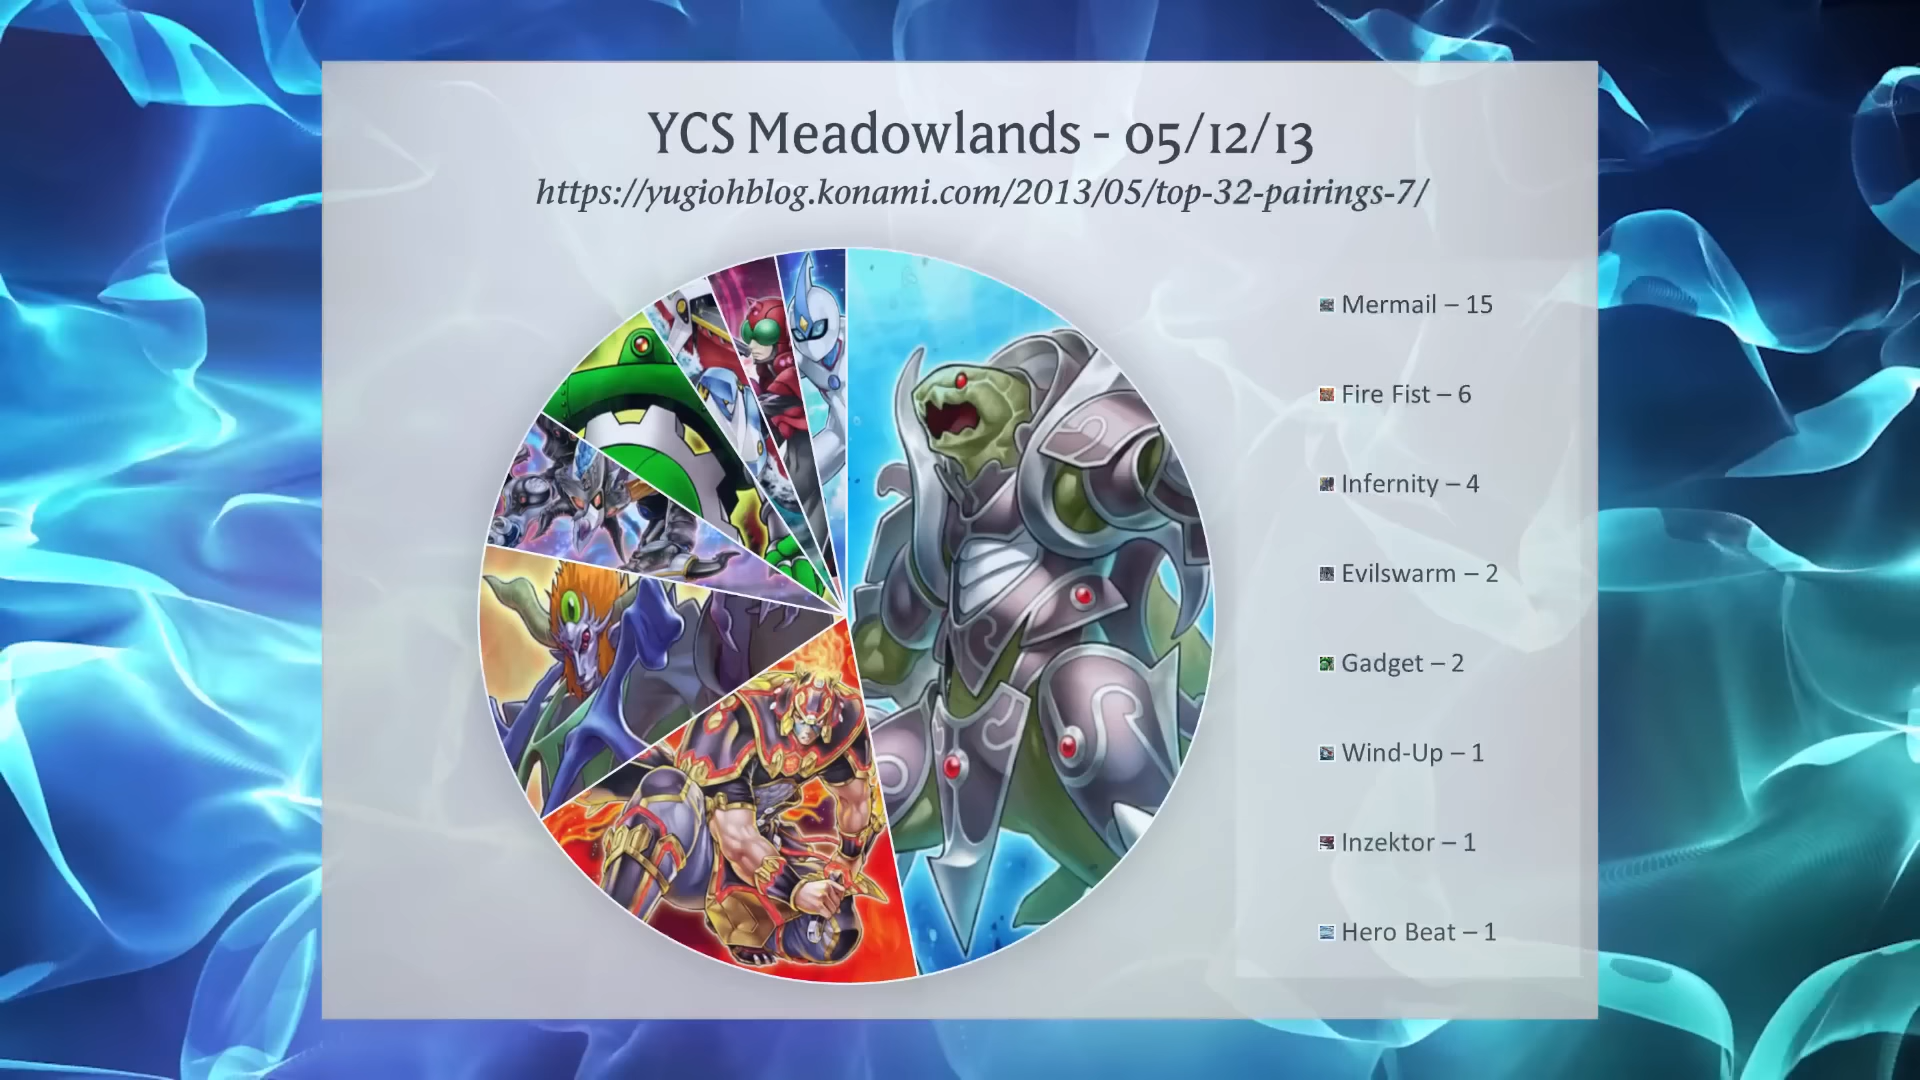 YCS Meadowlands - 05/12/13
https://yugiohblog.konami.com/2013/05/top-32-pairings-7/
Mermail – 15
Fire Fist – 6
Infernity – 4
Evilswarm – 2
Gadget – 2
Wind-Up – 1
Inzektor – 1
Hero Beat – 1